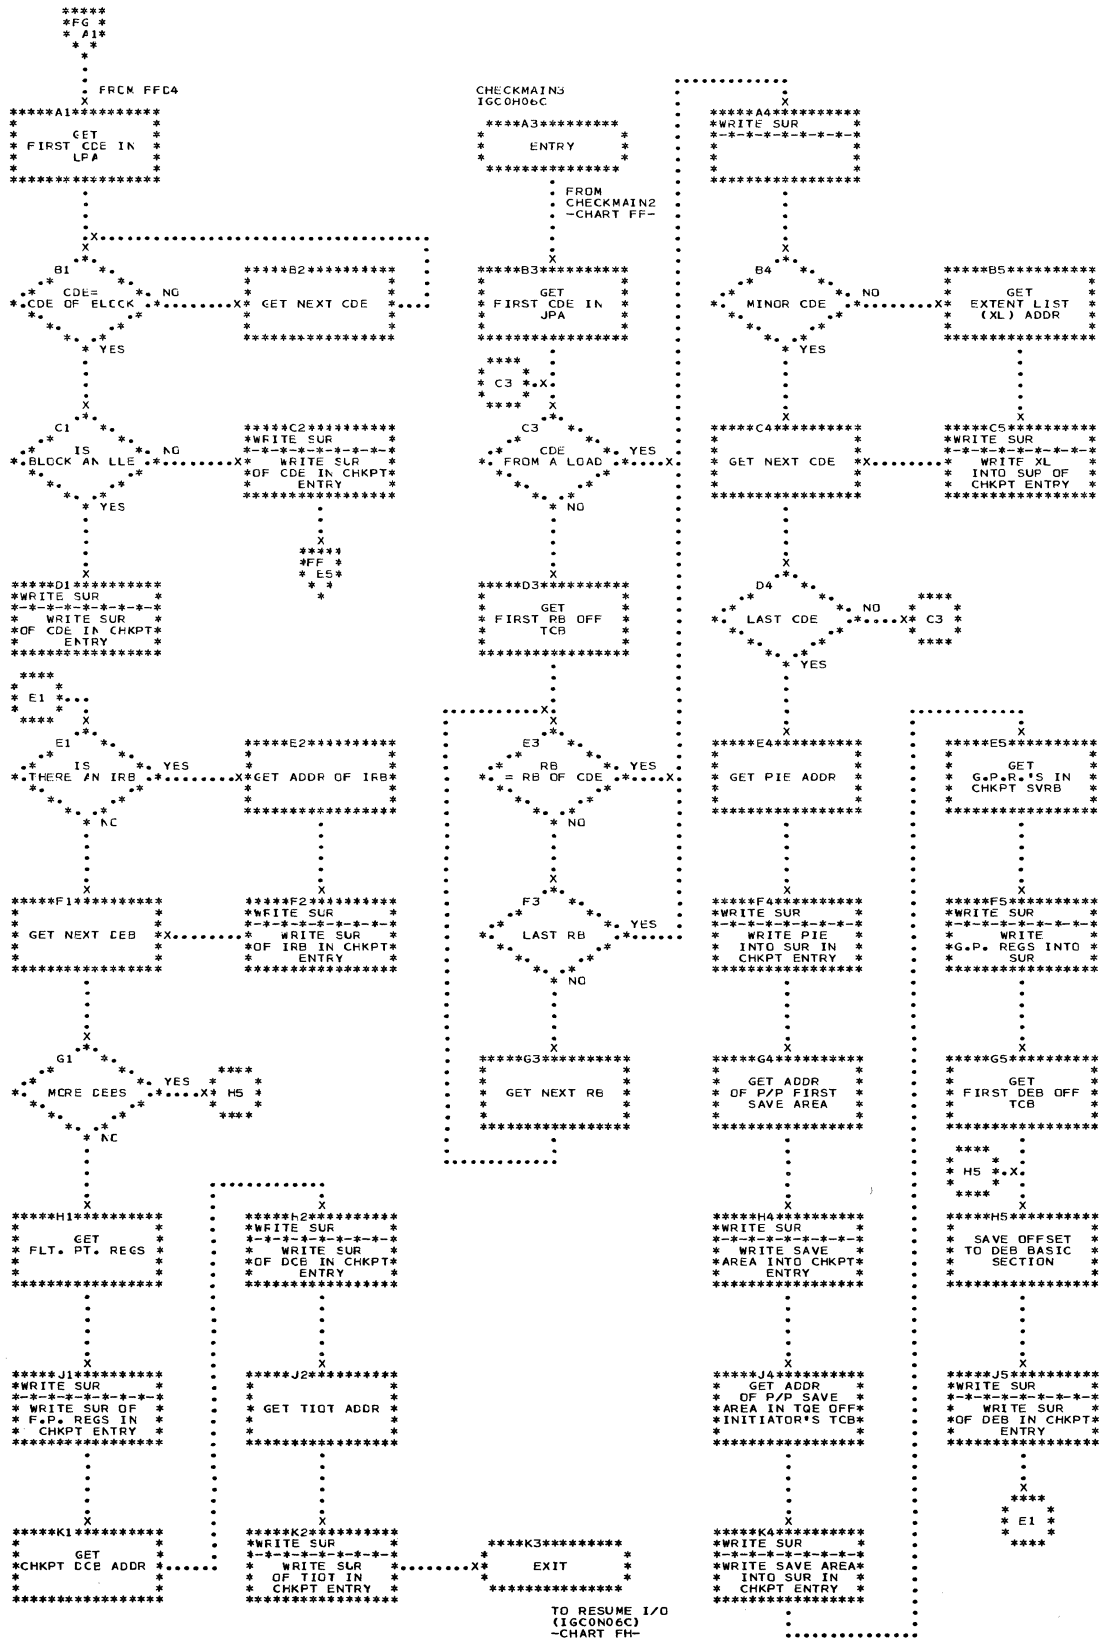 FG
A1
FROM FFD4
A1
GET
FIRST CDE IN
LPA
B1
CDE=
CDE OF BLOCK
NO
YES
B2
GET NEXT CDE
C1
IS
BLOCK AN LLE
NO
YES
C2
WRITE SUR
WRITE SUR
OF CDE IN CHKPT
ENTRY
FF
E5
D1
WRITE SUR
WRITE SUR
OF CDE IN CHKPT
ENTRY
E1
E1
IS
THERE AN IRB
YES
NO
E2
GET ADDR OF IRB
F1
GET NEXT DEB
F2
WRITE SUR
WRITE SUR
OF IRB IN CHKPT
ENTRY
G1
MORE DEBS
YES
H5
NO
H1
GET
FLT. PT. REGS
H2
WRITE SUR
WRITE SUR
OF DCB IN CHKPT
ENTRY
J1
WRITE SUR
WRITE SUR OF
F.P. REGS IN
CHKPT ENTRY
J2
GET TIOT ADDR
K1
GET
CHKPT DCB ADDR
K2
WRITE SUR
WRITE SUR
OF TIOT IN
CHKPT ENTRY
CHECKMAIN3
IGC0H06C
A3
ENTRY
FROM
CHECKMAIN2
-CHART FF-
B3
GET
FIRST CDE IN
JPA
C3
C3
CDE
FROM A LOAD
YES
NO
D3
GET
FIRST RB OFF
TCB
E3
RB
= RB OF CDE
YES
NO
F3
LAST RB
YES
NO
G3
GET NEXT RB
K3
EXIT
TO RESUME I/O
(IGC0N06C)
-CHART FH-
A4
WRITE SUR
B4
MINOR CDE
NO
YES
B5
GET
EXTENT LIST
(XL) ADDR
C4
GET NEXT CDE
C5
WRITE SUR
WRITE XL
INTO SUP OF
CHKPT ENTRY
D4
LAST CDE
NO
C3
YES
E4
GET PIE ADDR
E5
GET
G.P.R.'S IN
CHKPT SVRB
F4
WRITE SUR
WRITE PIE
INTO SUR IN
CHKPT ENTRY
F5
WRITE SUR
WRITE
G.P. REGS INTO
SUR
G4
GET ADDR
OF P/P FIRST
SAVE AREA
G5
GET
FIRST DEB OFF
TCB
H5
H4
WRITE SUR
WRITE SAVE
AREA INTO CHKPT
ENTRY
H5
SAVE OFFSET
TO DEB BASIC
SECTION
J4
GET ADDR
OF P/P SAVE
AREA IN TQE OFF
INITIATOR'S TCB
J5
WRITE SUR
WRITE SUR
OF DEB IN CHKPT
ENTRY
E1
K4
WRITE SUR
WRITE SAVE AREA
INTO SUR IN
CHKPT ENTRY